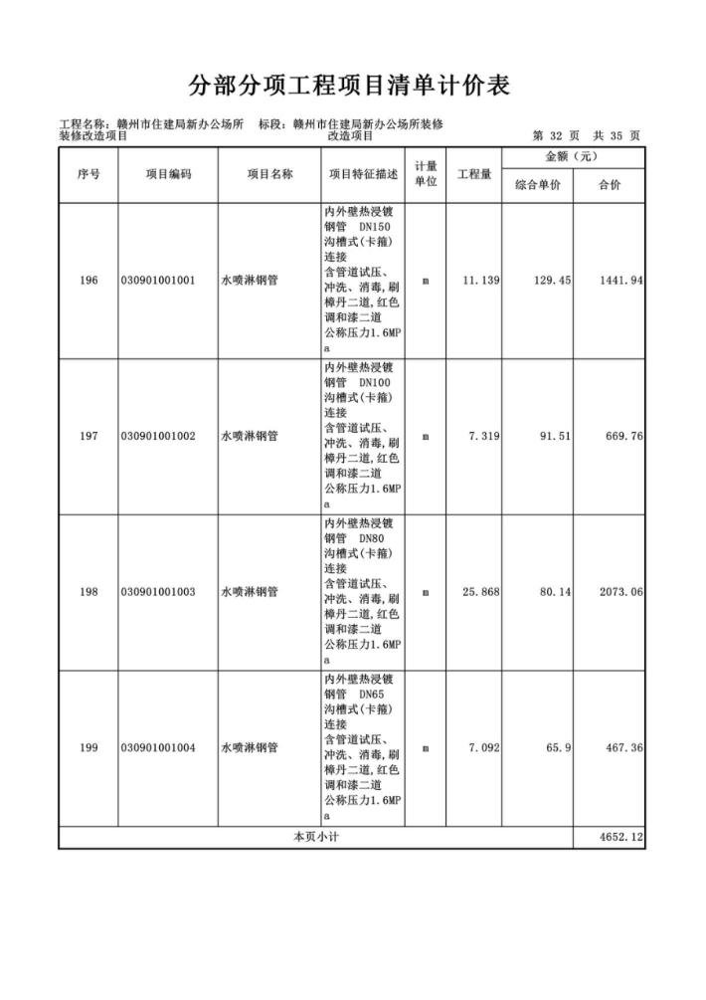 分部分项工程项目清单计价表
工程名称：赣州市住建局新办公场所
装修改造项目
标段：赣州市住建局新办公场所装修
改造项目
第 32 页 共 35 页
序号
项目编码
项目名称
项目特征描述
计量
单位
工程量
金额（元）
综合单价
合价
196
030901001001
水喷淋钢管
内外壁热浸镀
钢管 DN150
沟槽式(卡箍)
连接
含管道试压、
冲洗、消毒,刷
樟丹二道,红色
调和漆二道
公称压力1.6MP
a
m
11.139
129.45
1441.94
197
030901001002
水喷淋钢管
内外壁热浸镀
钢管 DN100
沟槽式(卡箍)
连接
含管道试压、
冲洗、消毒,刷
樟丹二道,红色
调和漆二道
公称压力1.6MP
a
m
7.319
91.51
669.76
198
030901001003
水喷淋钢管
内外壁热浸镀
钢管 DN80
沟槽式(卡箍)
连接
含管道试压、
冲洗、消毒,刷
樟丹二道,红色
调和漆二道
公称压力1.6MP
a
m
25.868
80.14
2073.06
199
030901001004
水喷淋钢管
内外壁热浸镀
钢管 DN65
沟槽式(卡箍)
连接
含管道试压、
冲洗、消毒,刷
樟丹二道,红色
调和漆二道
公称压力1.6MP
a
m
7.092
65.9
467.36
本页小计
4652.12